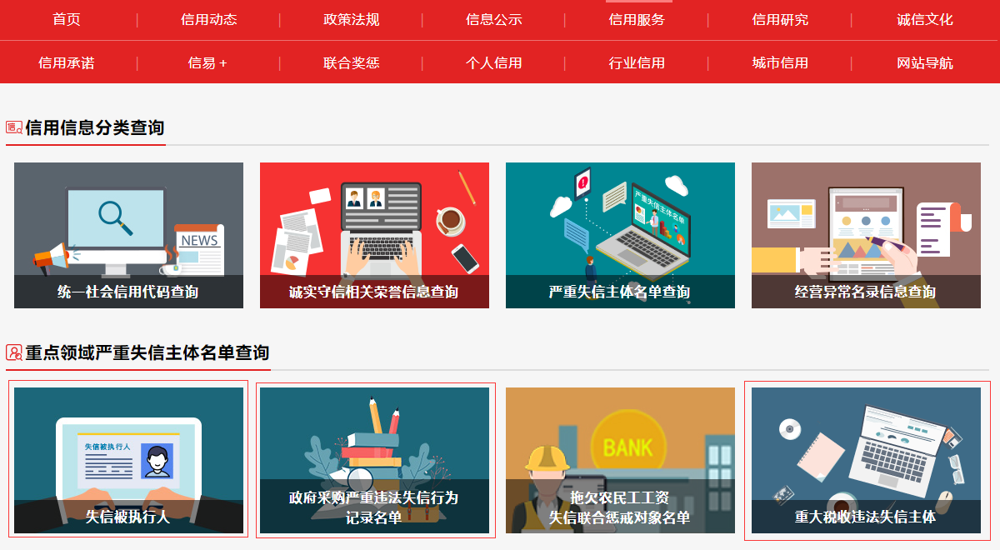 首页 | 信用动态 | 政策法规 | 信息公示 | 信用服务 | 信用研究 | 诚信文化
信用承诺 | 信易 + | 联合奖惩 | 个人信用 | 行业信用 | 城市信用 | 网站导航
信用信息分类查询
NEWS
严重失信主体名单
统一社会信用代码查询
诚实守信相关荣誉信息查询
严重失信主体名单查询
经营异常名录信息查询
重点领域严重失信主体名单查询
失信被执行人
BANK
失信被执行人
政府采购严重违法失信行为
记录名单
拖欠农民工工资
失信联合惩戒对象名单
重大税收违法失信主体